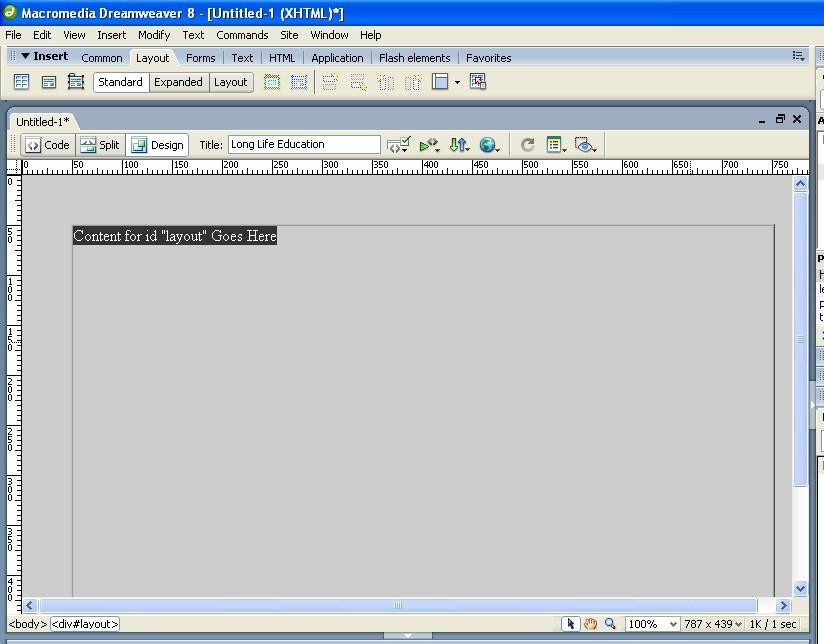 Macromedia Dreamweaver 8 - [Untitled-1 (XHTML)*]
File Edit View Insert Modify Text Commands Site Window Help
Insert Common Layout Forms Text HTML Application Flash elements Favorites
Standard Expanded Layout
Untitled-1*
Code Split Design Title: Long Life Education
0 50 100 150 200 250 300 350 400 450 500 550 600 650 700 750
0
50
100
150
200
250
300
350
400
Content for id "layout" Goes Here
<body> <div#layout> 100% 787 x 439 1K / 1 sec